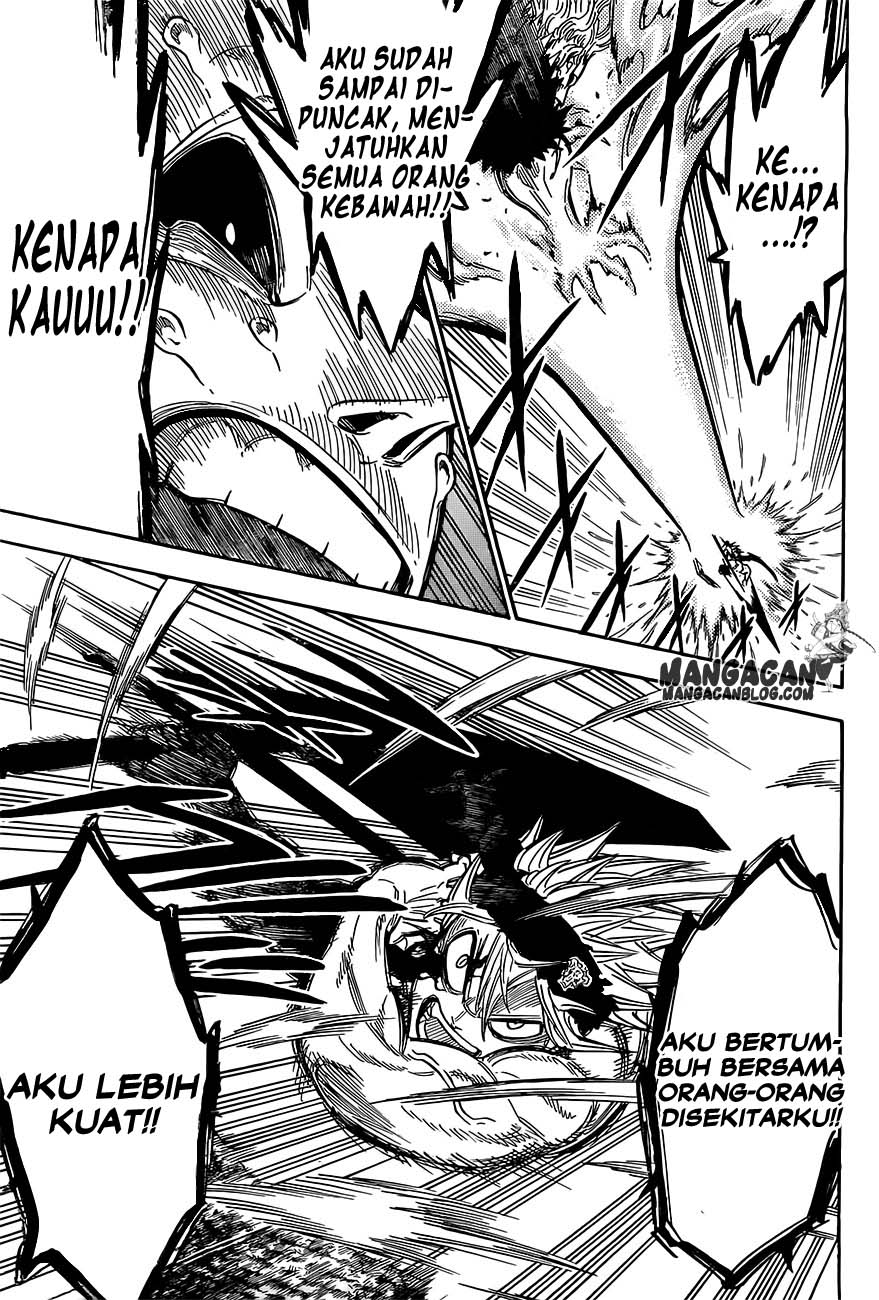 KE...
KENAPA
...!?
AKU SUDAH
SAMPAI DI-
PUNCAK, MEN-
JATUHKAN
SEMUA ORANG
KEBAWAH!!
KENAPA
KAUUU!!
MANGACAN
MANGACANBLOG.COM
AKU BERTUM-
BUH BERSAMA
ORANG-ORANG
DISEKITARKU!!
AKU LEBIH
KUAT!!